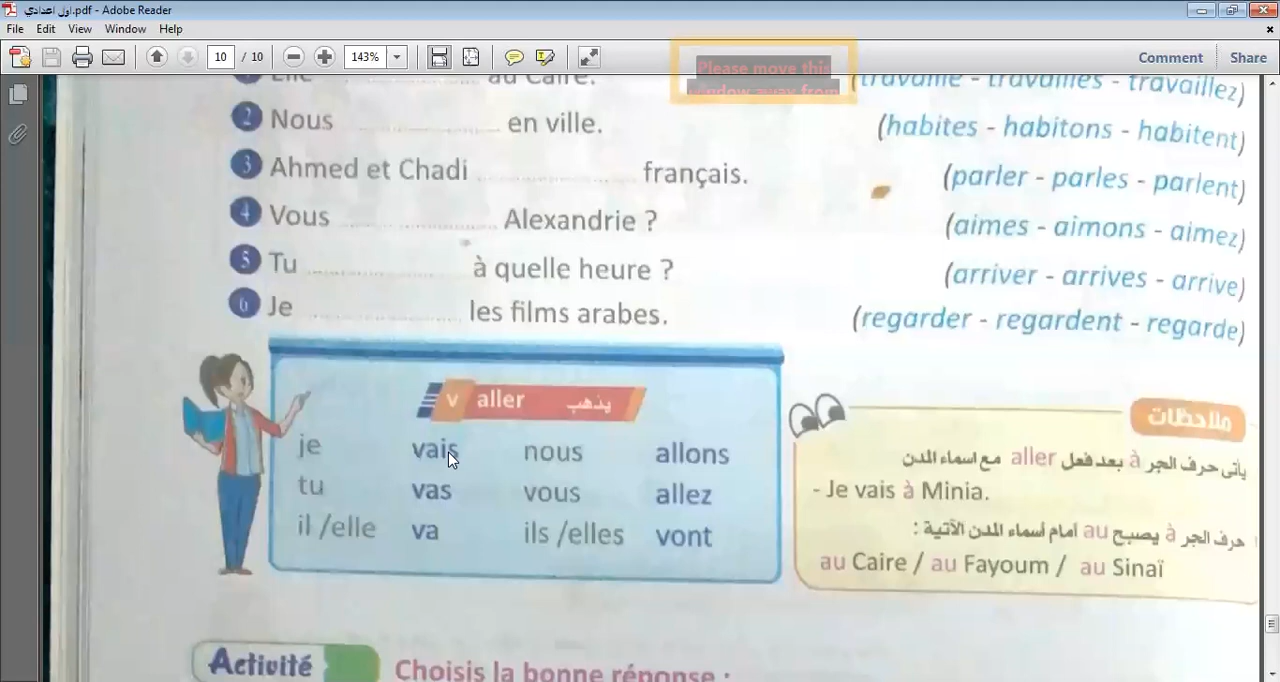 اول اعدادي.pdf - Adobe Reader
File Edit View Window Help
10 / 10 143% Comment Share
Please move this
window away from
au Caire. (travaille - travailles - travaillez)
2 Nous ............ en ville. (habites - habitons - habitent)
3 Ahmed et Chadi ............ français. (parler - parles - parlent)
4 Vous ............ Alexandrie ? (aimes - aimons - aimez)
5 Tu ............ à quelle heure ? (arriver - arrives - arrive)
6 Je ............ les films arabes. (regarder - regardent - regarde)
v aller يذهب
je vais nous allons
tu vas vous allez
il /elle va ils /elles vont
ملاحظات
يأتى حرف الجر à بعد فعل aller مع اسماء المدن
- Je vais à Minia.
حرف الجر à يصبح au أمام أسماء المدن الآتية :
au Caire / au Fayoum / au Sinaï
Activité Choisis la bonne réponse :